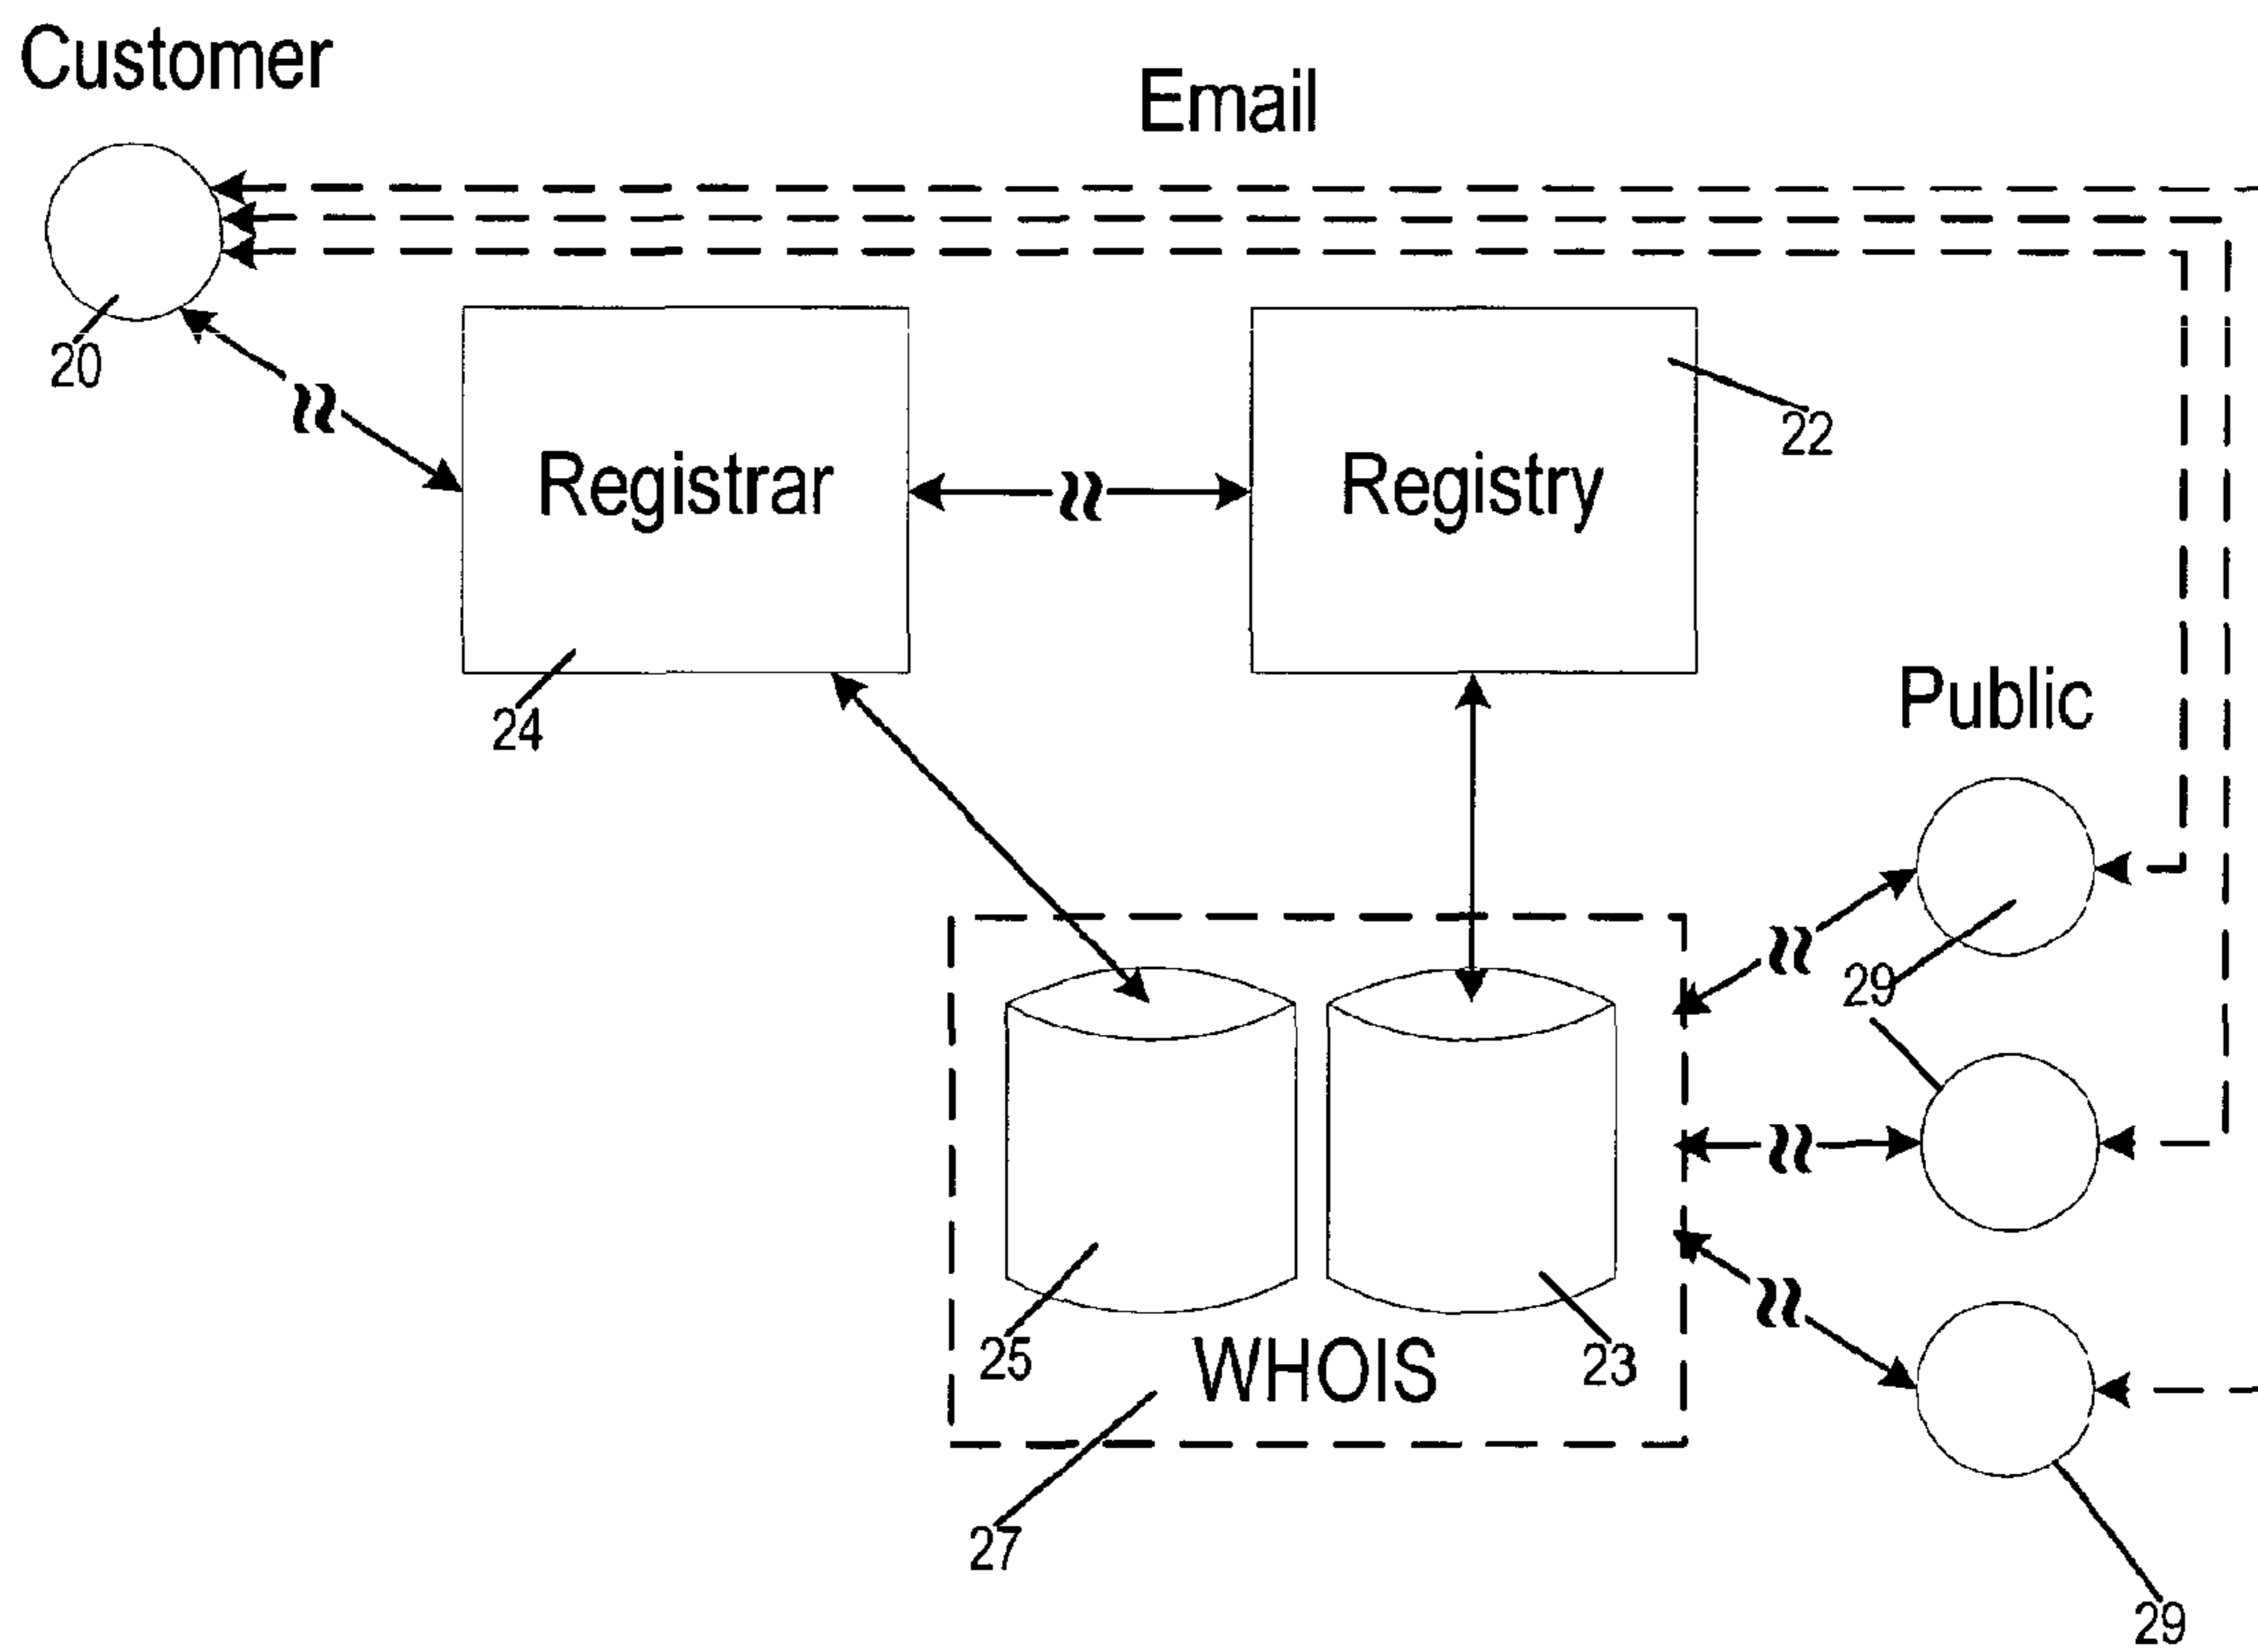 Customer
Email
20
22
Registrar
Registry
24
Public
29
25
WHOIS
23
27
29